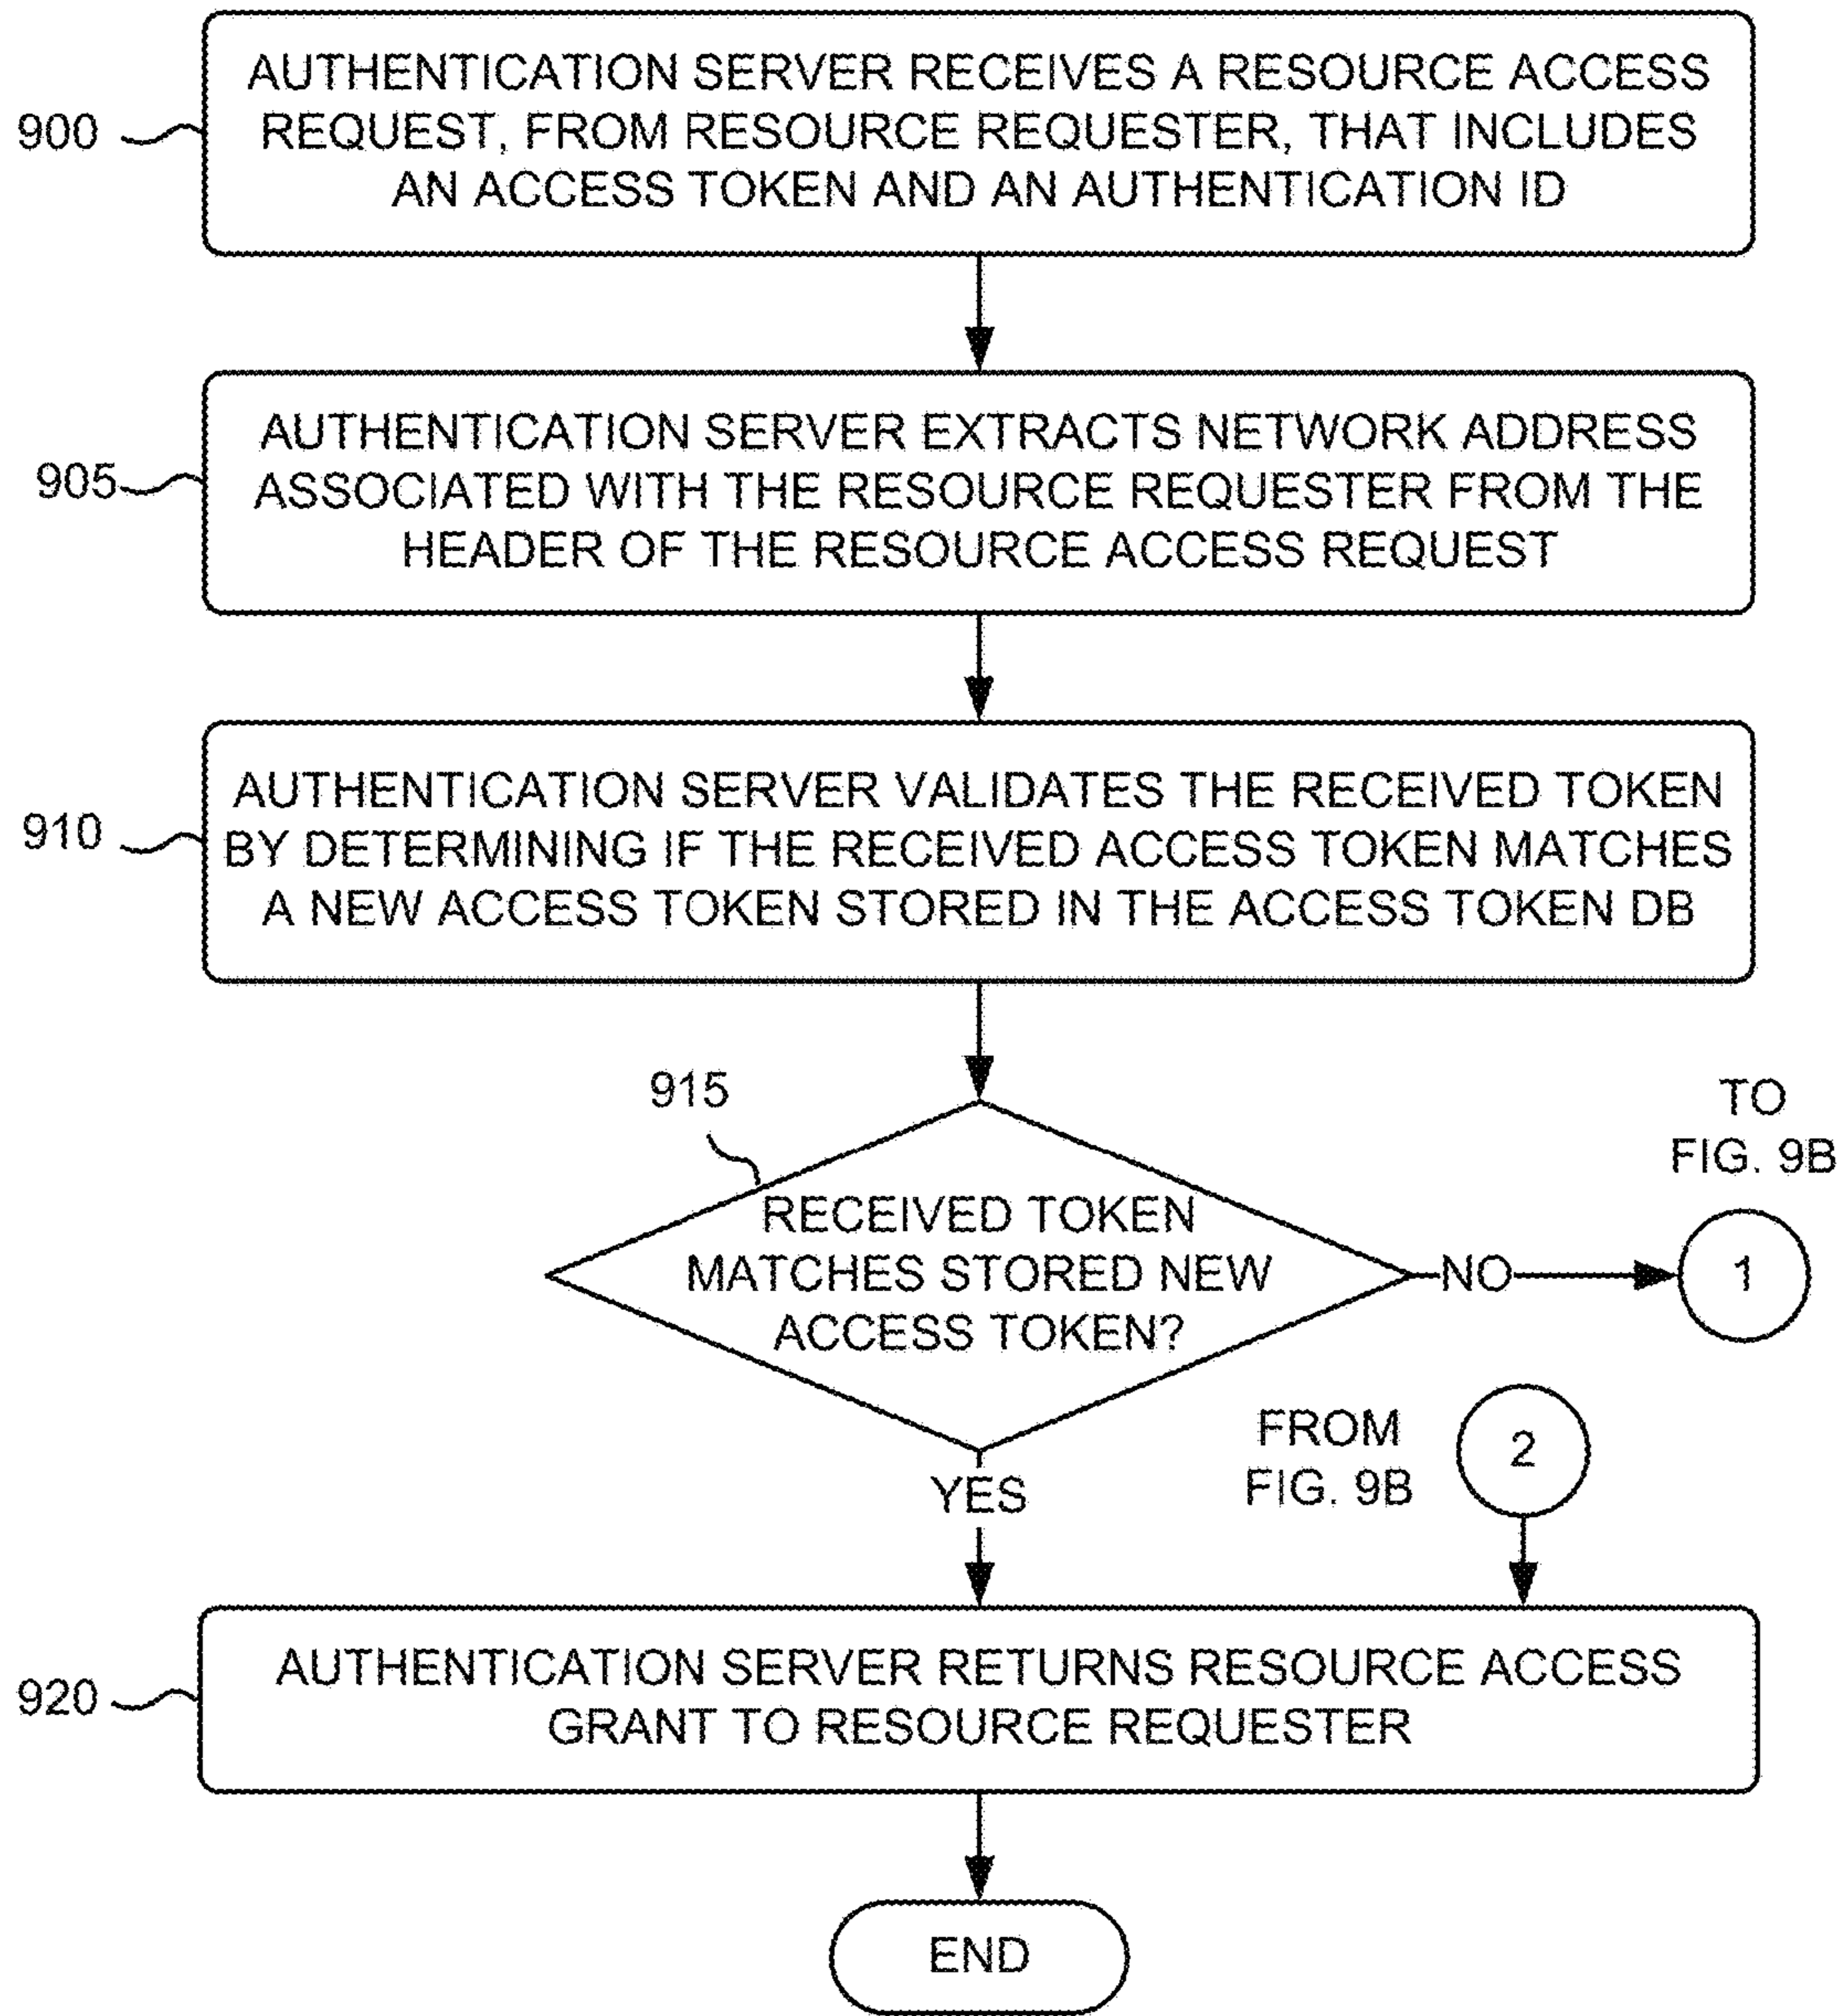 AUTHENTICATION SERVER RECEIVES A RESOURCE ACCESS
900
REQUEST, FROM RESOURCE REQUESTER, THAT INCLUDES
AN ACCESS TOKEN AND AN AUTHENTICATION ID
AUTHENTICATION SERVER EXTRACTS NETWORK ADDRESS
905
ASSOCIATED WITH THE RESOURCE REQUESTER FROM THE
HEADER OF THE RESOURCE ACCESS REQUEST
AUTHENTICATION SERVER VALIDATES THE RECEIVED TOKEN
910
BY DETERMINING IF THE RECEIVED ACCESS TOKEN MATCHES
A NEW ACCESS TOKEN STORED IN THE ACCESS TOKEN DB
915
TO
FIG. 9B
RECEIVED TOKEN
MATCHES STORED NEW
ACCESS TOKEN?
NO
1
YES
FROM
FIG. 9B
2
920
AUTHENTICATION SERVER RETURNS RESOURCE ACCESS
GRANT TO RESOURCE REQUESTER
END